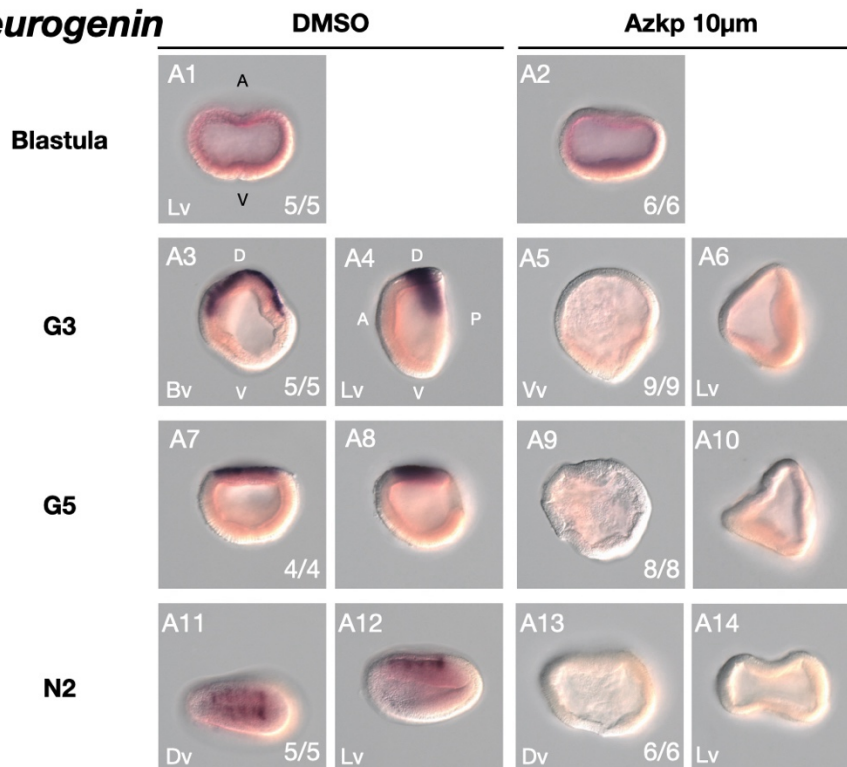 eurogenin
DMSO
Azkp 10µm
Blastula
A1
A
V
Lv
5/5
A2
6/6
G3
A3
D
Bv
V
5/5
A4
D
A
P
Lv
V
A5
Vv
9/9
A6
Lv
G5
A7
4/4
A8
A9
8/8
A10
N2
A11
Dv
5/5
A12
Lv
A13
Dv
6/6
A14
Lv